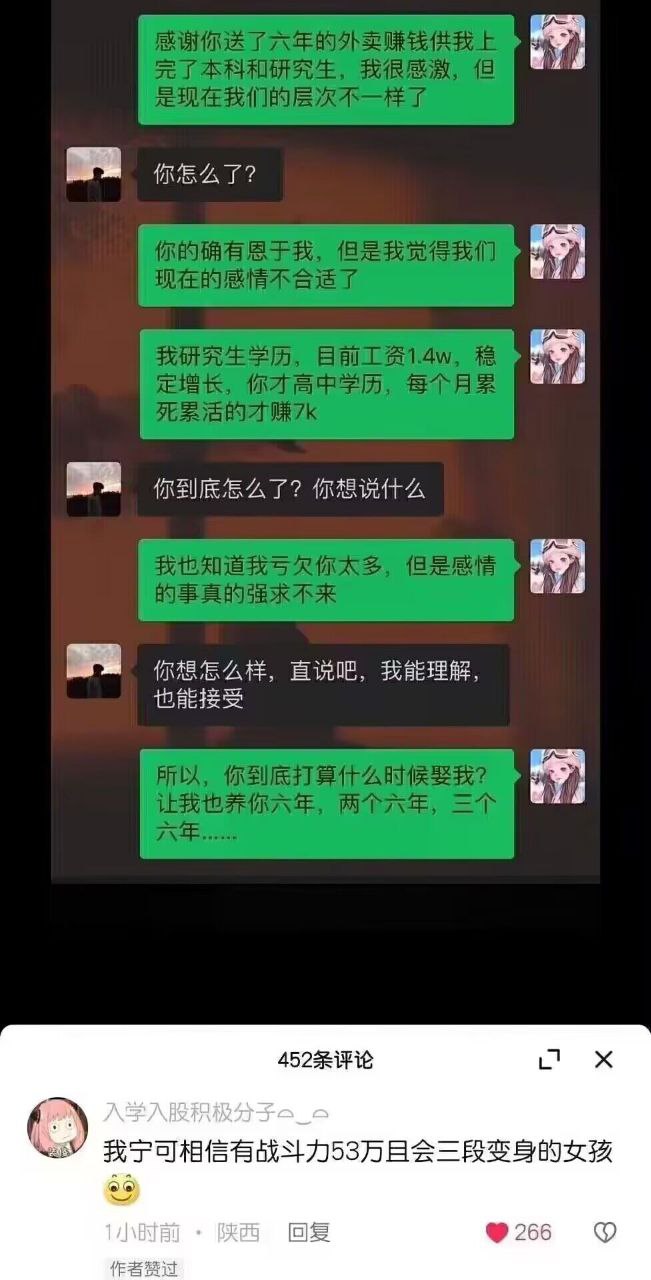 感谢你送了六年的外卖赚钱供我上
完了本科和研究生，我很感激，但
是现在我们的层次不一样了
你怎么了？
你的确有恩于我，但是我觉得我们
现在的感情不合适了
我研究生学历，目前工资1.4w，稳
定增长，你才高中学历，每个月累
死累活的才赚7k
你到底怎么了？你想说什么
我也知道我亏欠你太多，但是感情
的事真的强求不来
你想怎么样，直说吧，我能理解，
也能接受
所以，你到底打算什么时候娶我？
让我也养你六年，两个六年，三个
六年……
452条评论
入学入股积极分子⌓‿⌓
我宁可相信有战斗力53万且会三段变身的女孩
1小时前 · 陕西 回复 266
作者赞过